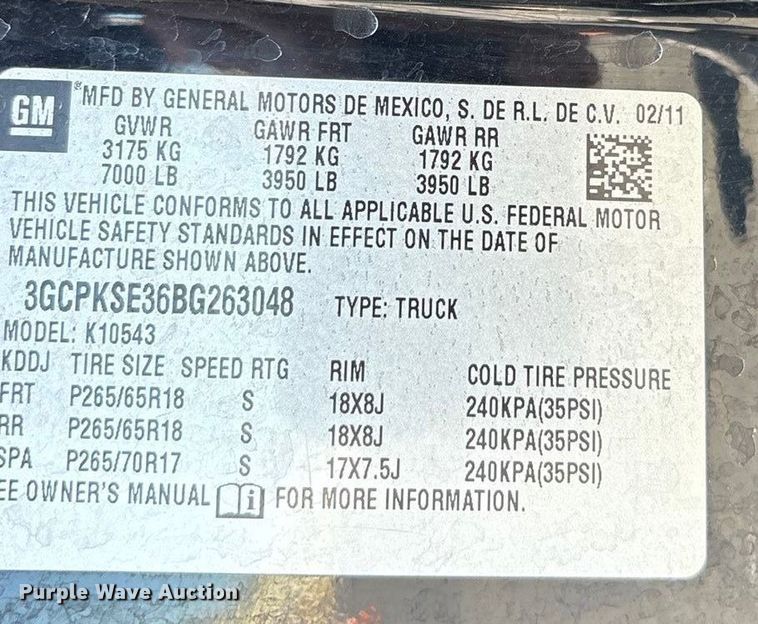 GM
® MFD BY GENERAL MOTORS DE MEXICO, S. DE R.L. DE C.V. 02/11
GVWR GAWR FRT GAWR RR
3175 KG 1792 KG 1792 KG
7000 LB 3950 LB 3950 LB
THIS VEHICLE CONFORMS TO ALL APPLICABLE U.S. FEDERAL MOTOR
VEHICLE SAFETY STANDARDS IN EFFECT ON THE DATE OF
MANUFACTURE SHOWN ABOVE.
3GCPKSE36BG263048 TYPE: TRUCK
MODEL: K10543
KDDJ TIRE SIZE SPEED RTG RIM COLD TIRE PRESSURE
FRT P265/65R18 S 18X8J 240KPA(35PSI)
RR P265/65R18 S 18X8J 240KPA(35PSI)
SPA P265/70R17 S 17X7.5J 240KPA(35PSI)
EE OWNER'S MANUAL i FOR MORE INFORMATION.
Purple Wave Auction